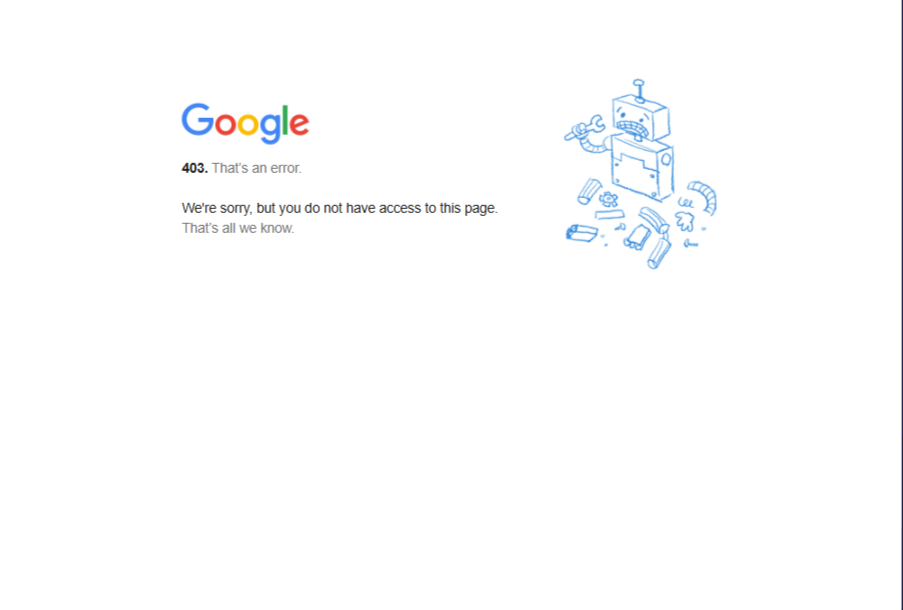 Google
403. That's an error.
We're sorry, but you do not have access to this page.
That's all we know.